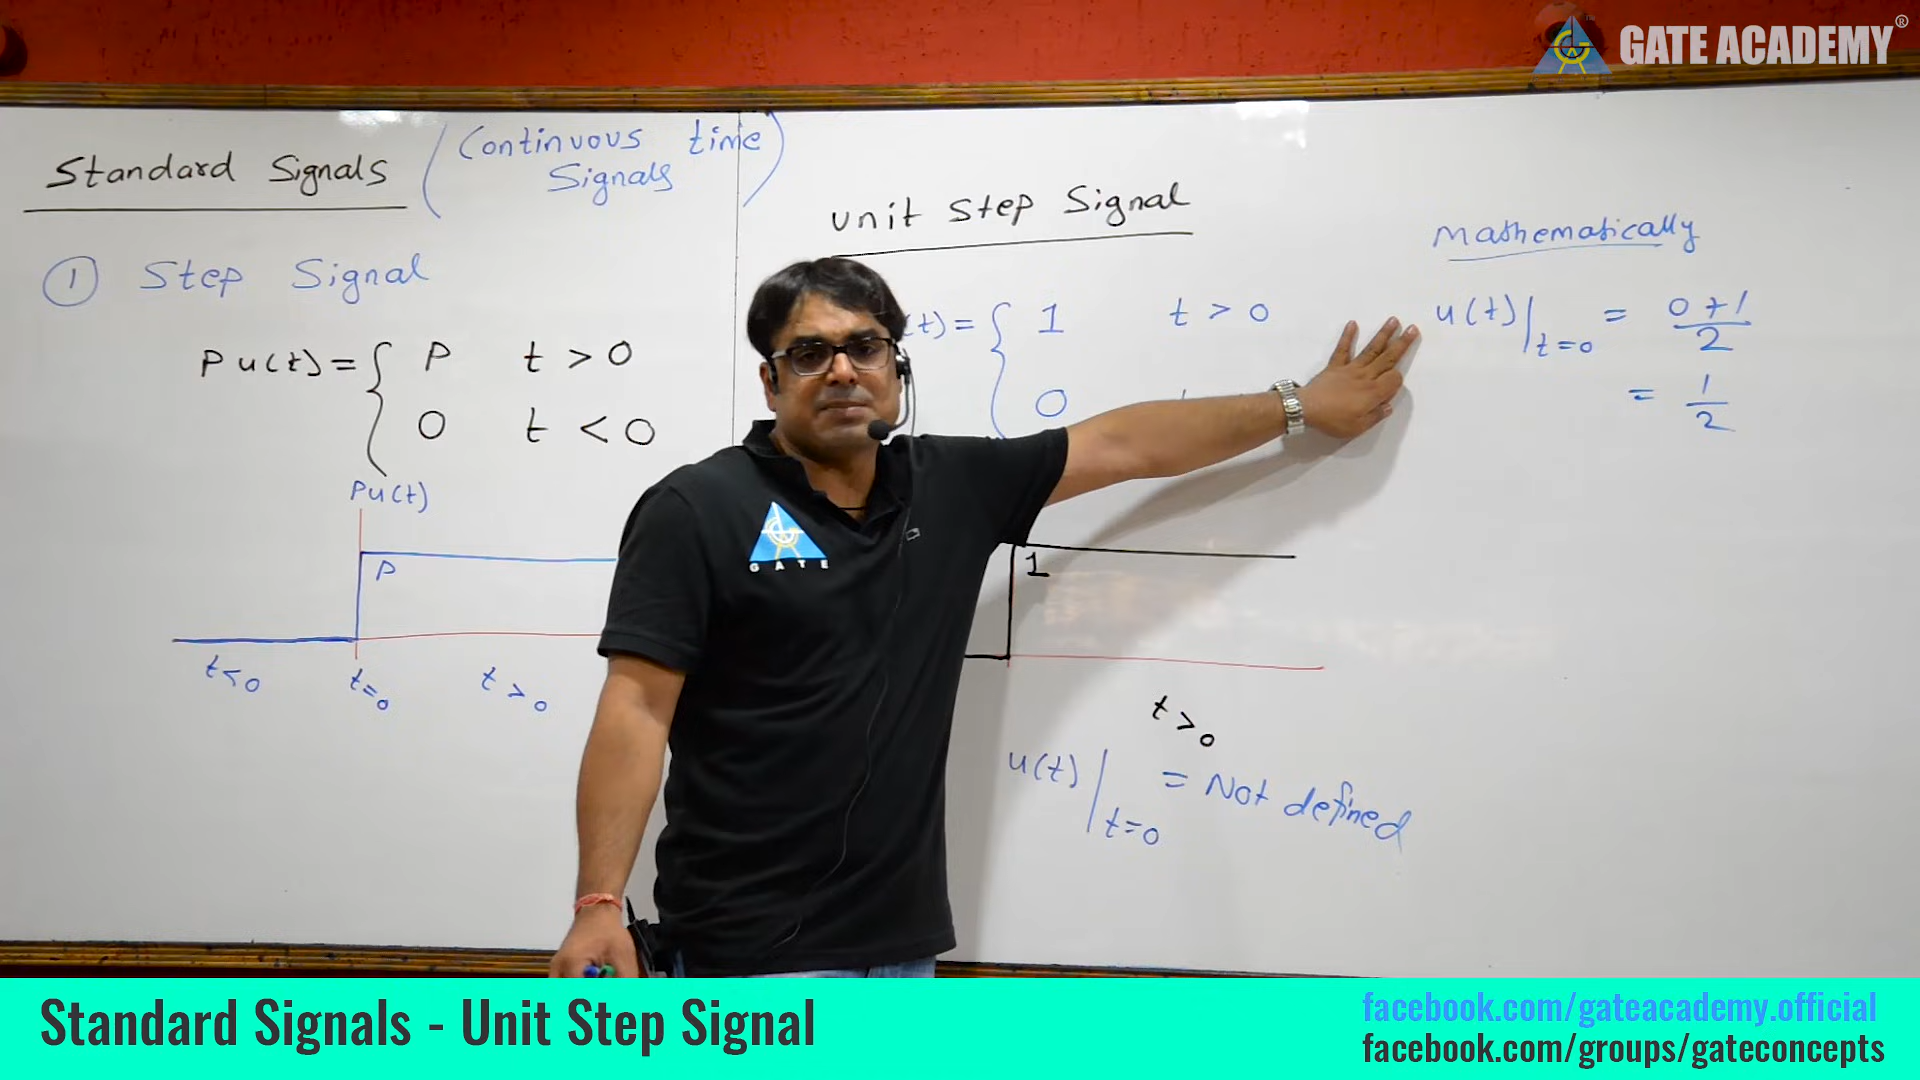 GATE ACADEMY®
Standard Signals (Continuous time Signals)
① Step Signal
P u(t) = { P t > 0
0 t < 0
Pu(t)
P
t<0 t=0 t>0
Unit Step Signal
(t) = { 1 t > 0
0
1
t>0
u(t)|t=0 = Not defined
Mathematically
u(t)|t=0 = 0+1/2
= 1/2
GATE
Standard Signals - Unit Step Signal
facebook.com/gateacademy.official
facebook.com/groups/gateconcepts